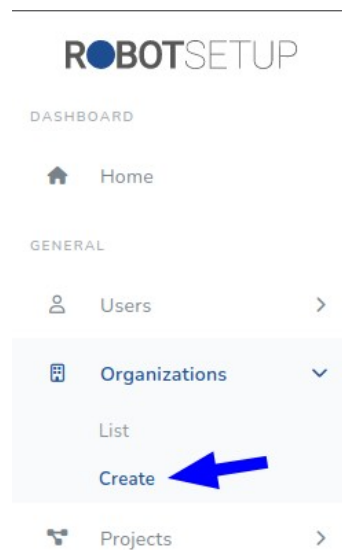 ROBOTSETUP
DASHBOARD
Home
GENERAL
Users
Organizations
List
Create
Projects